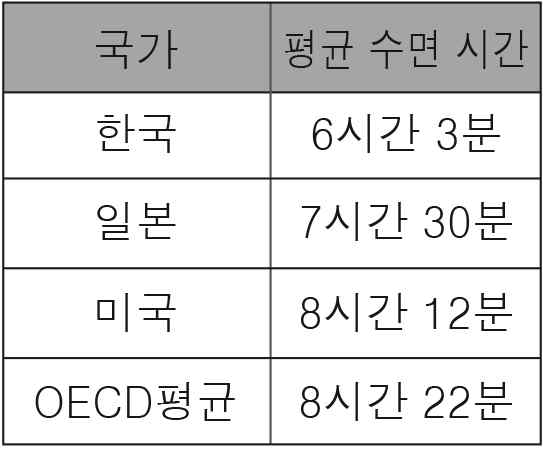 국가 평균 수면 시간
한국 6시간 3분
일본 7시간 30분
미국 8시간 12분
OECD평균 8시간 22분